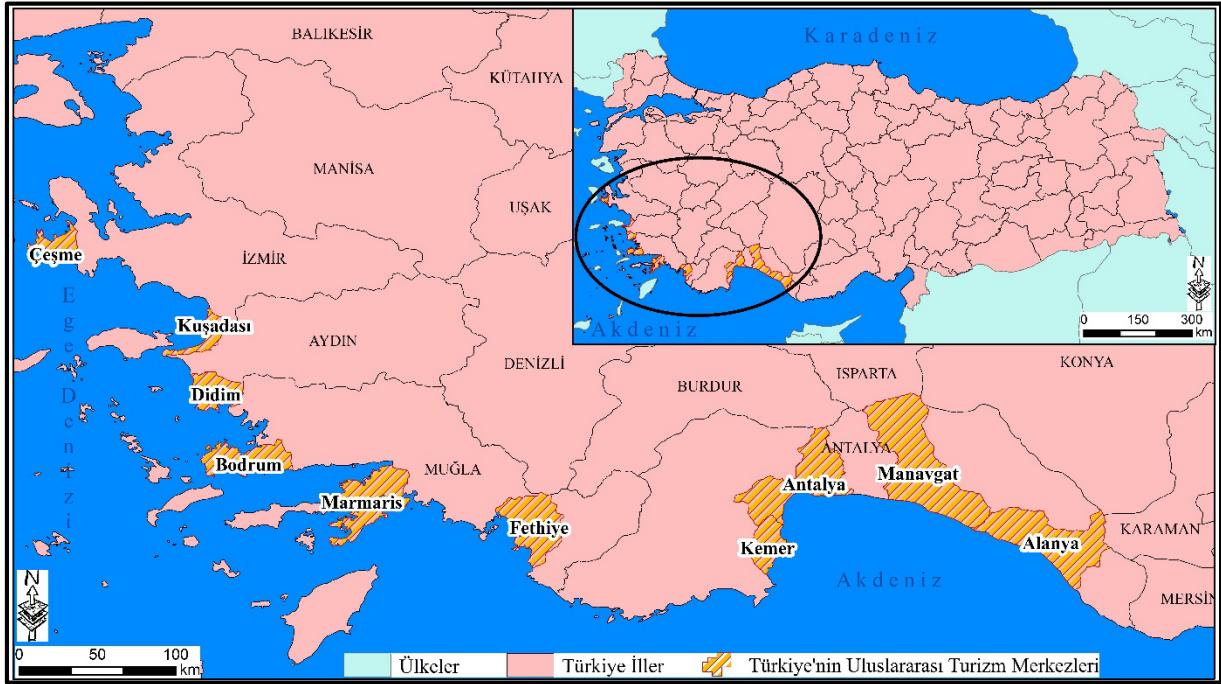 BALIKESİR
KÜTAHYA
MANİSA
UŞAK
Çeşme
İZMİR
Ege Denizi
Kuşadası
AYDIN
DENİZLİ
Didim
BURDUR
ISPARTA
KONYA
Bodrum
MUĞLA
ANTALYA
Manavgat
Antalya
Marmaris
Fethiye
Kemer
Alanya
KARAMAN
Akdeniz
MERSİN
Karadeniz
Akdeniz
N
0 150 300
km
N
0 50 100
km
Ülkeler
Türkiye İller
Türkiye'nin Uluslararası Turizm Merkezleri